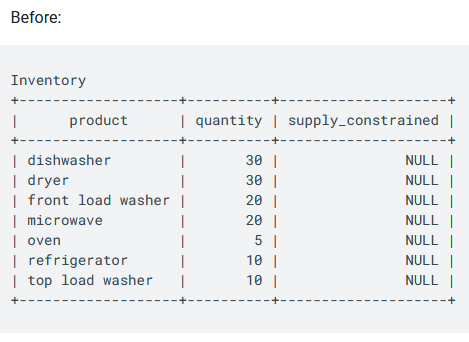 Before:
Inventory
+-------------------+----------+--------------------+
|      product      | quantity | supply_constrained |
+-------------------+----------+--------------------+
| dishwasher        |       30 |               NULL |
| dryer             |       30 |               NULL |
| front load washer |       20 |               NULL |
| microwave         |       20 |               NULL |
| oven              |        5 |               NULL |
| refrigerator      |       10 |               NULL |
| top load washer   |       10 |               NULL |
+-------------------+----------+--------------------+